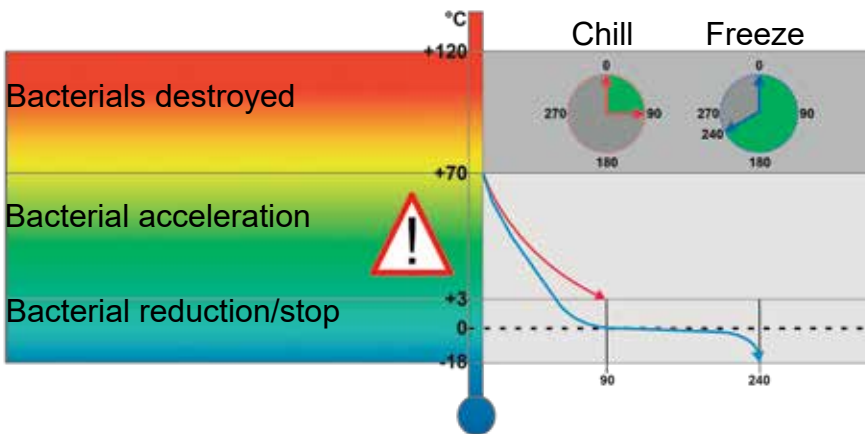 °C
Chill Freeze
+120
0 0
Bacterials destroyed
270 90 270 90
240
180 180
+70
Bacterial acceleration
!
+3
Bacterial reduction/stop
0
-18
90 240